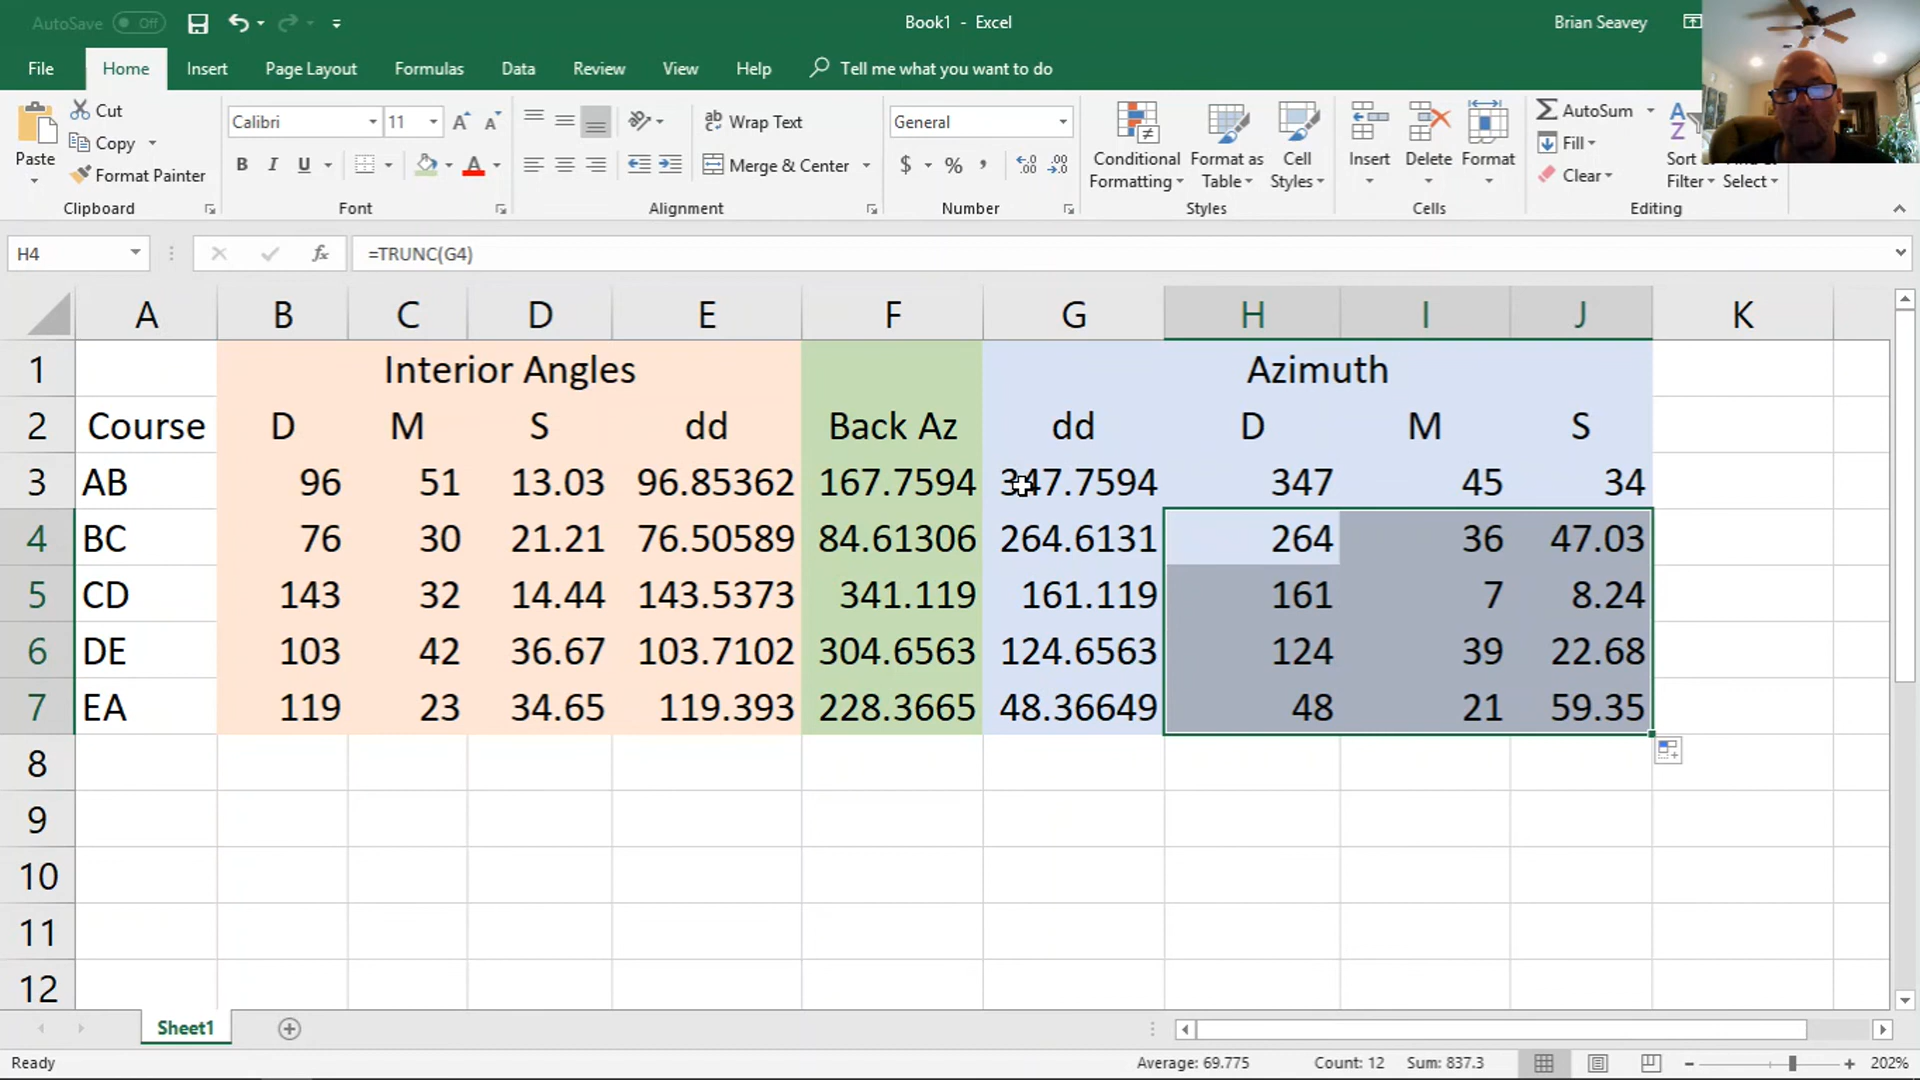 AutoSave Off
Book1 - Excel
Brian Seavey
File Home Insert Page Layout Formulas Data Review View Help Tell me what you want to do
Cut
Copy
Format Painter
Paste
Clipboard
Calibri 11
B I U A
Font
ab Wrap Text
Merge & Center
Alignment
General
$ % ,
Number
Conditional Formatting
Format as Table
Cell Styles
Styles
Insert Delete Format
Cells
AutoSum
Fill
Clear
Sort
Filter Select
Editing
H4 fx =TRUNC(G4)
A B C D E F G H I J K
1 Interior Angles Azimuth
2 Course D M S dd Back Az dd D M S
3 AB 96 51 13.03 96.85362 167.7594 347.7594 347 45 34
4 BC 76 30 21.21 76.50589 84.61306 264.6131 264 36 47.03
5 CD 143 32 14.44 143.5373 341.119 161.119 161 7 8.24
6 DE 103 42 36.67 103.7102 304.6563 124.6563 124 39 22.68
7 EA 119 23 34.65 119.393 228.3665 48.36649 48 21 59.35
8
9
10
11
12
Sheet1
Ready Average: 69.775 Count: 12 Sum: 837.3 202%